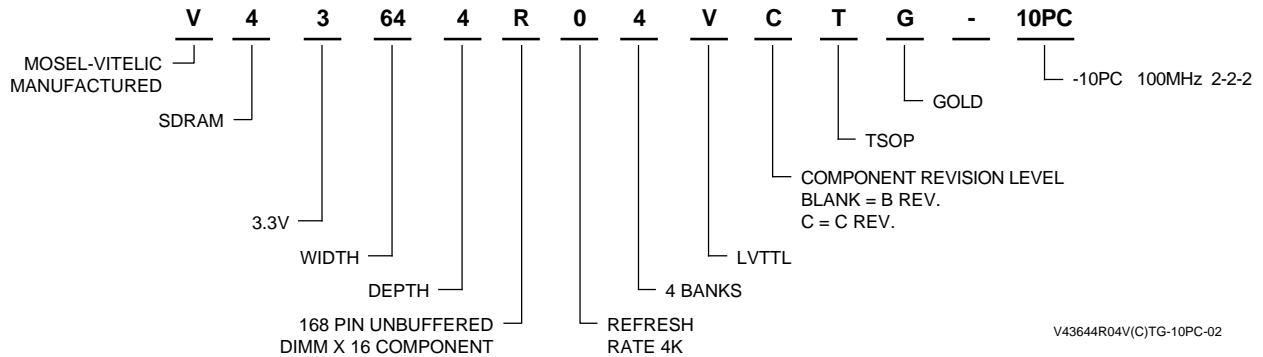 V 4 3 64 4 R 0 4 V C T G - 10PC
MOSEL-VITELIC
MANUFACTURED
-10PC 100MHz 2-2-2
GOLD
SDRAM
TSOP
COMPONENT REVISION LEVEL
BLANK = B REV.
C = C REV.
3.3V
WIDTH
LVTTL
DEPTH
4 BANKS
168 PIN UNBUFFERED
DIMM X 16 COMPONENT
REFRESH
RATE 4K
V43644R04V(C)TG-10PC-02